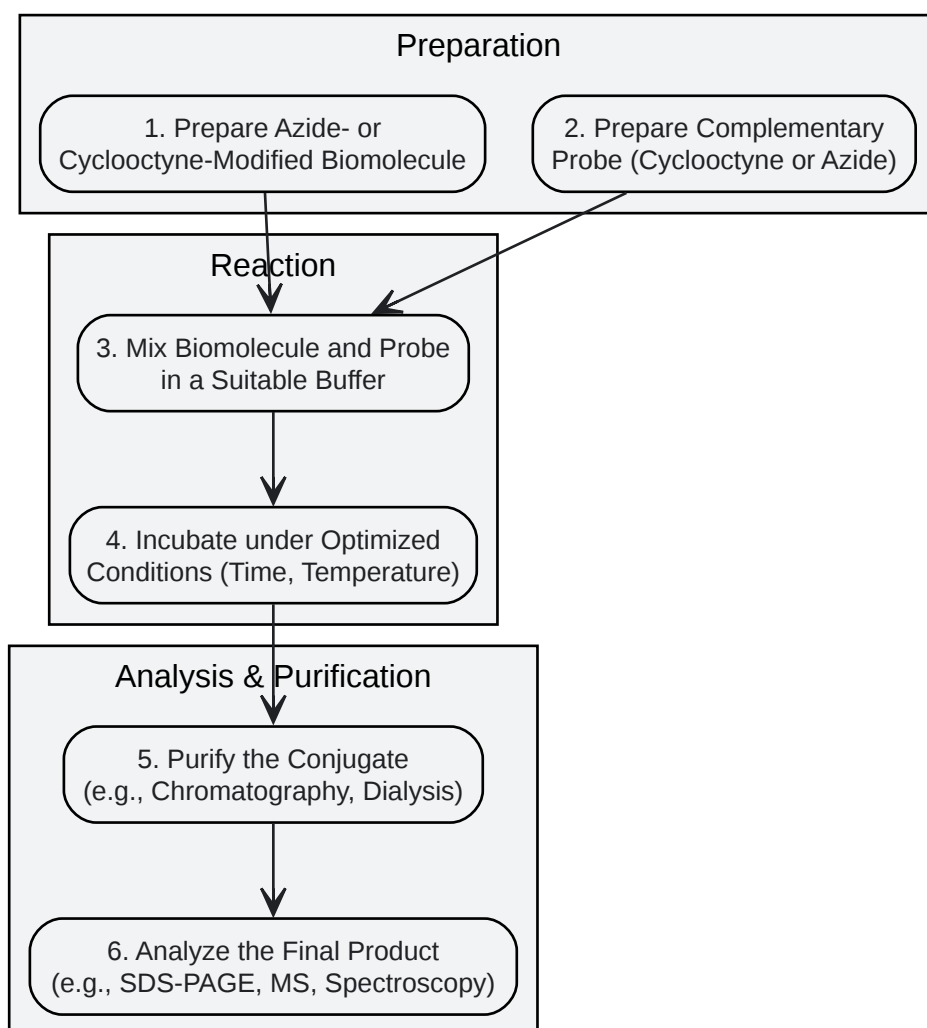 Preparation
1. Prepare Azide- or
Cyclooctyne-Modified Biomolecule
2. Prepare Complementary
Probe (Cyclooctyne or Azide)
Reaction
3. Mix Biomolecule and Probe
in a Suitable Buffer
4. Incubate under Optimized
Conditions (Time, Temperature)
Analysis & Purification
5. Purify the Conjugate
(e.g., Chromatography, Dialysis)
6. Analyze the Final Product
(e.g., SDS-PAGE, MS, Spectroscopy)